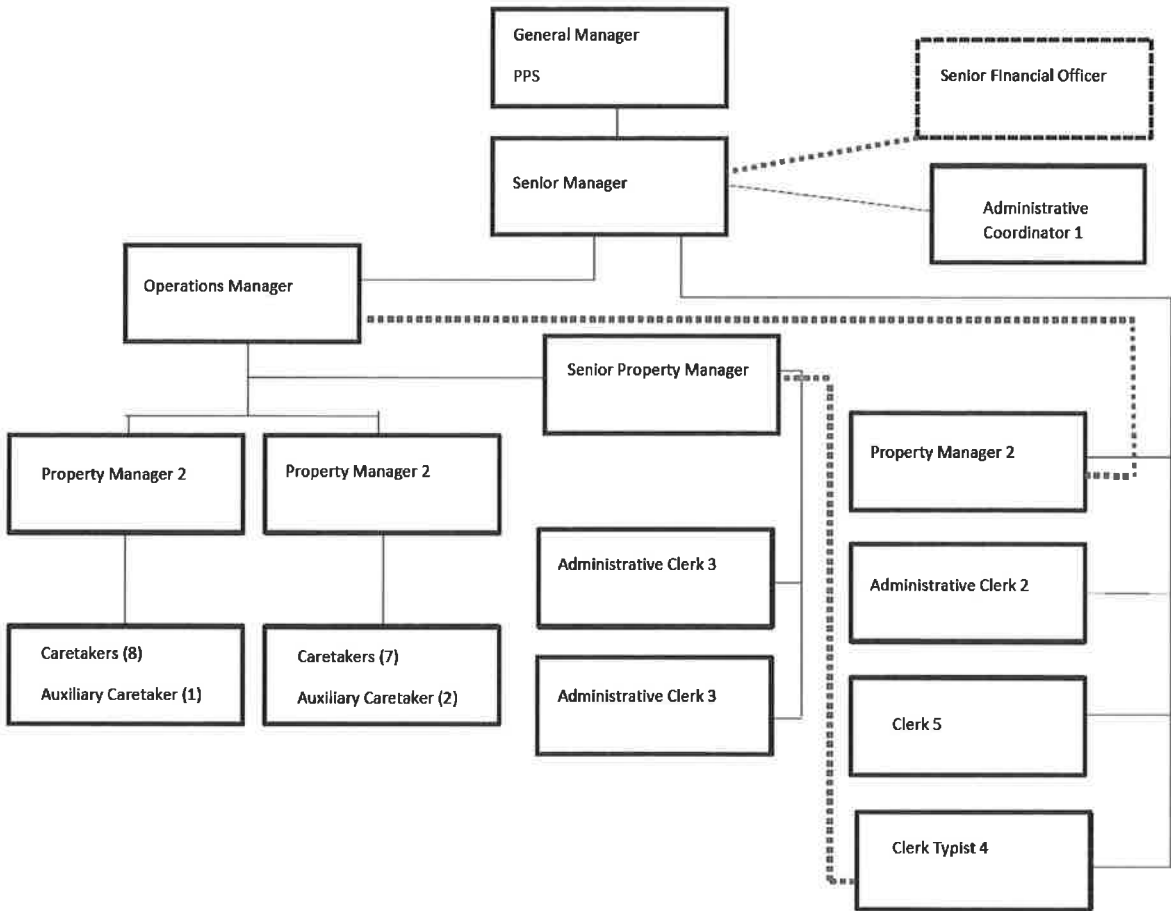 General Manager
PPS
Senior Financial Officer
Senior Manager
Administrative
Coordinator 1
Operations Manager
Senior Property Manager
Property Manager 2
Property Manager 2
Property Manager 2
Administrative Clerk 3
Administrative Clerk 2
Caretakers (8)
Auxiliary Caretaker (1)
Caretakers (7)
Auxiliary Caretaker (2)
Administrative Clerk 3
Clerk 5
Clerk Typist 4